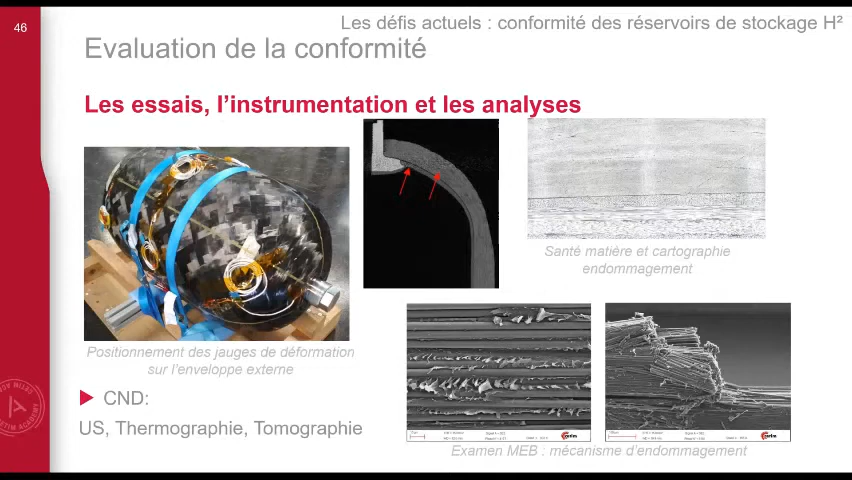 46
Les défis actuels : conformité des réservoirs de stockage H²
Evaluation de la conformité
Les essais, l'instrumentation et les analyses
Santé matière et cartographie
endommagement
Positionnement des jauges de déformation
sur l'enveloppe externe
CND:
US, Thermographie, Tomographie
Examen MEB : mécanisme d'endommagement